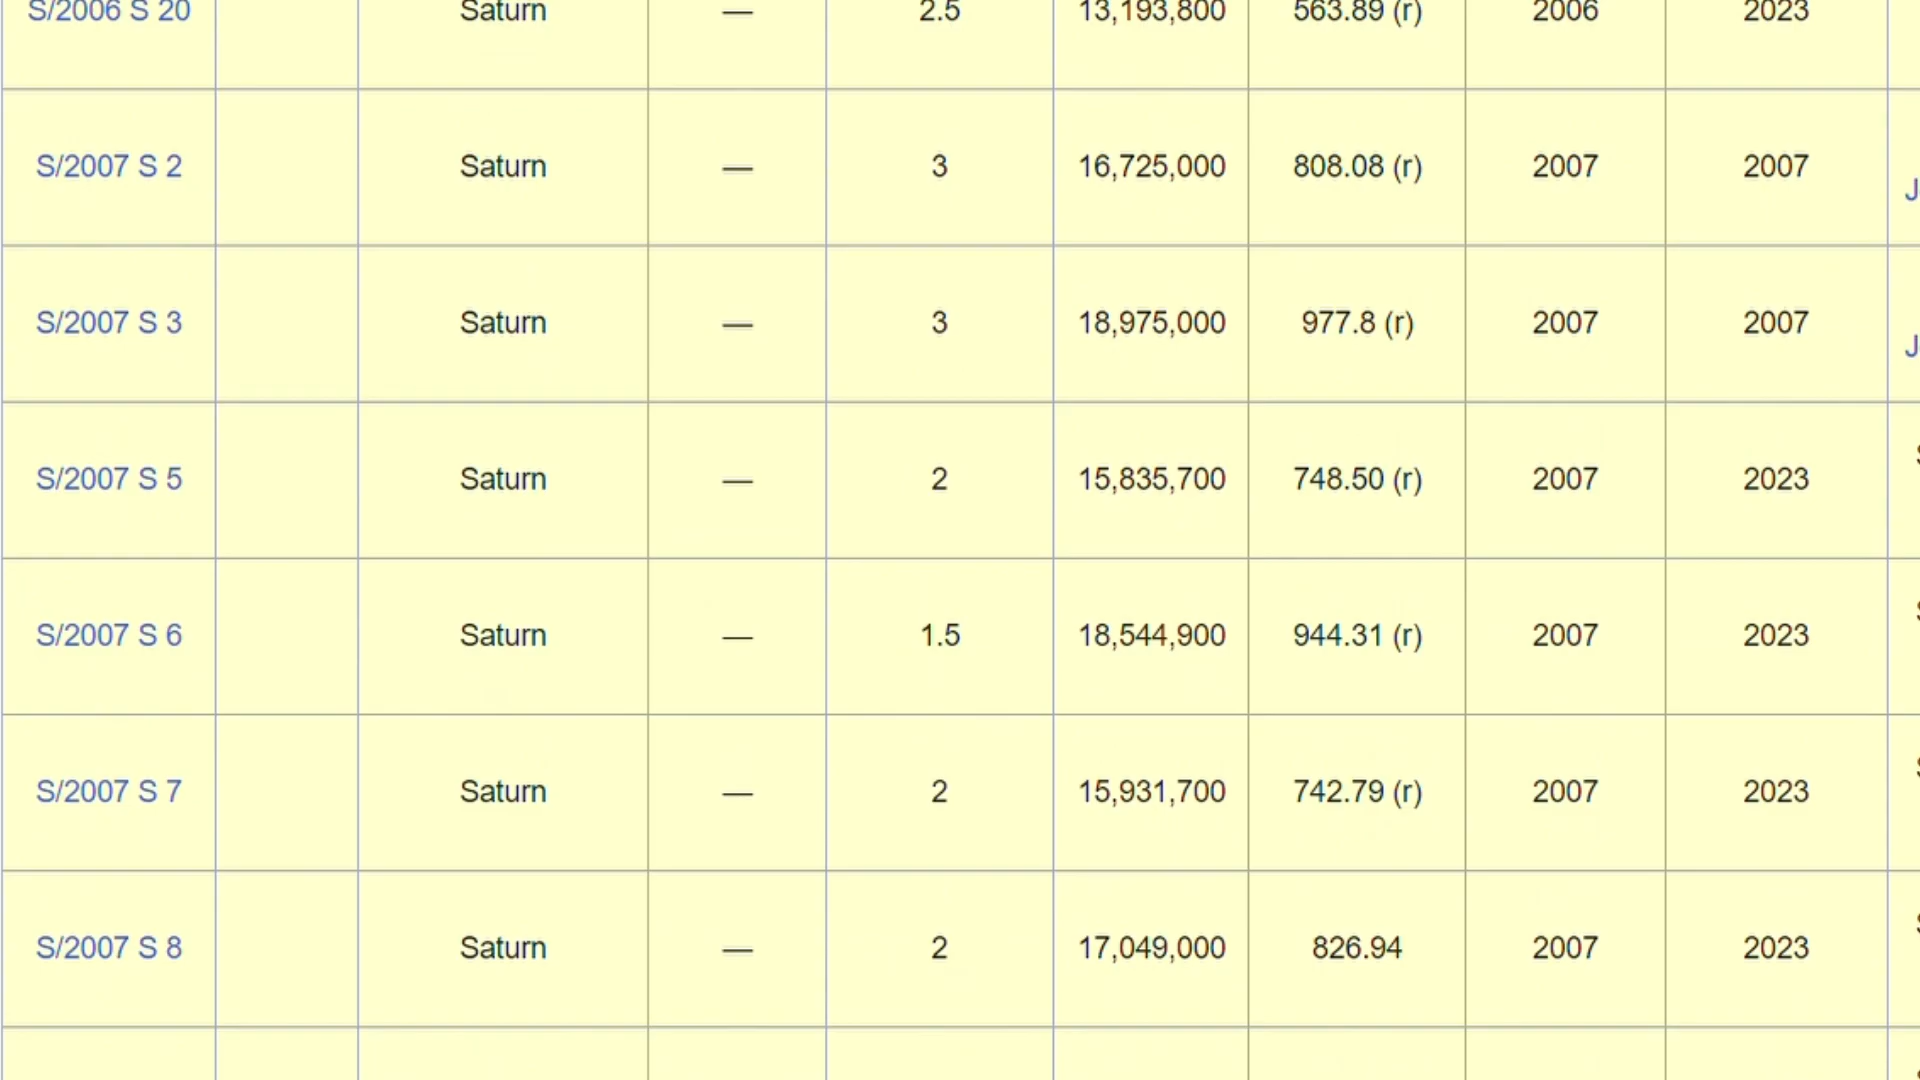 S/2006 S 20 Saturn — 2.5 13,193,800 563.89 (r) 2006 2023
S/2007 S 2 Saturn — 3 16,725,000 808.08 (r) 2007 2007
S/2007 S 3 Saturn — 3 18,975,000 977.8 (r) 2007 2007
S/2007 S 5 Saturn — 2 15,835,700 748.50 (r) 2007 2023
S/2007 S 6 Saturn — 1.5 18,544,900 944.31 (r) 2007 2023
S/2007 S 7 Saturn — 2 15,931,700 742.79 (r) 2007 2023
S/2007 S 8 Saturn — 2 17,049,000 826.94 2007 2023